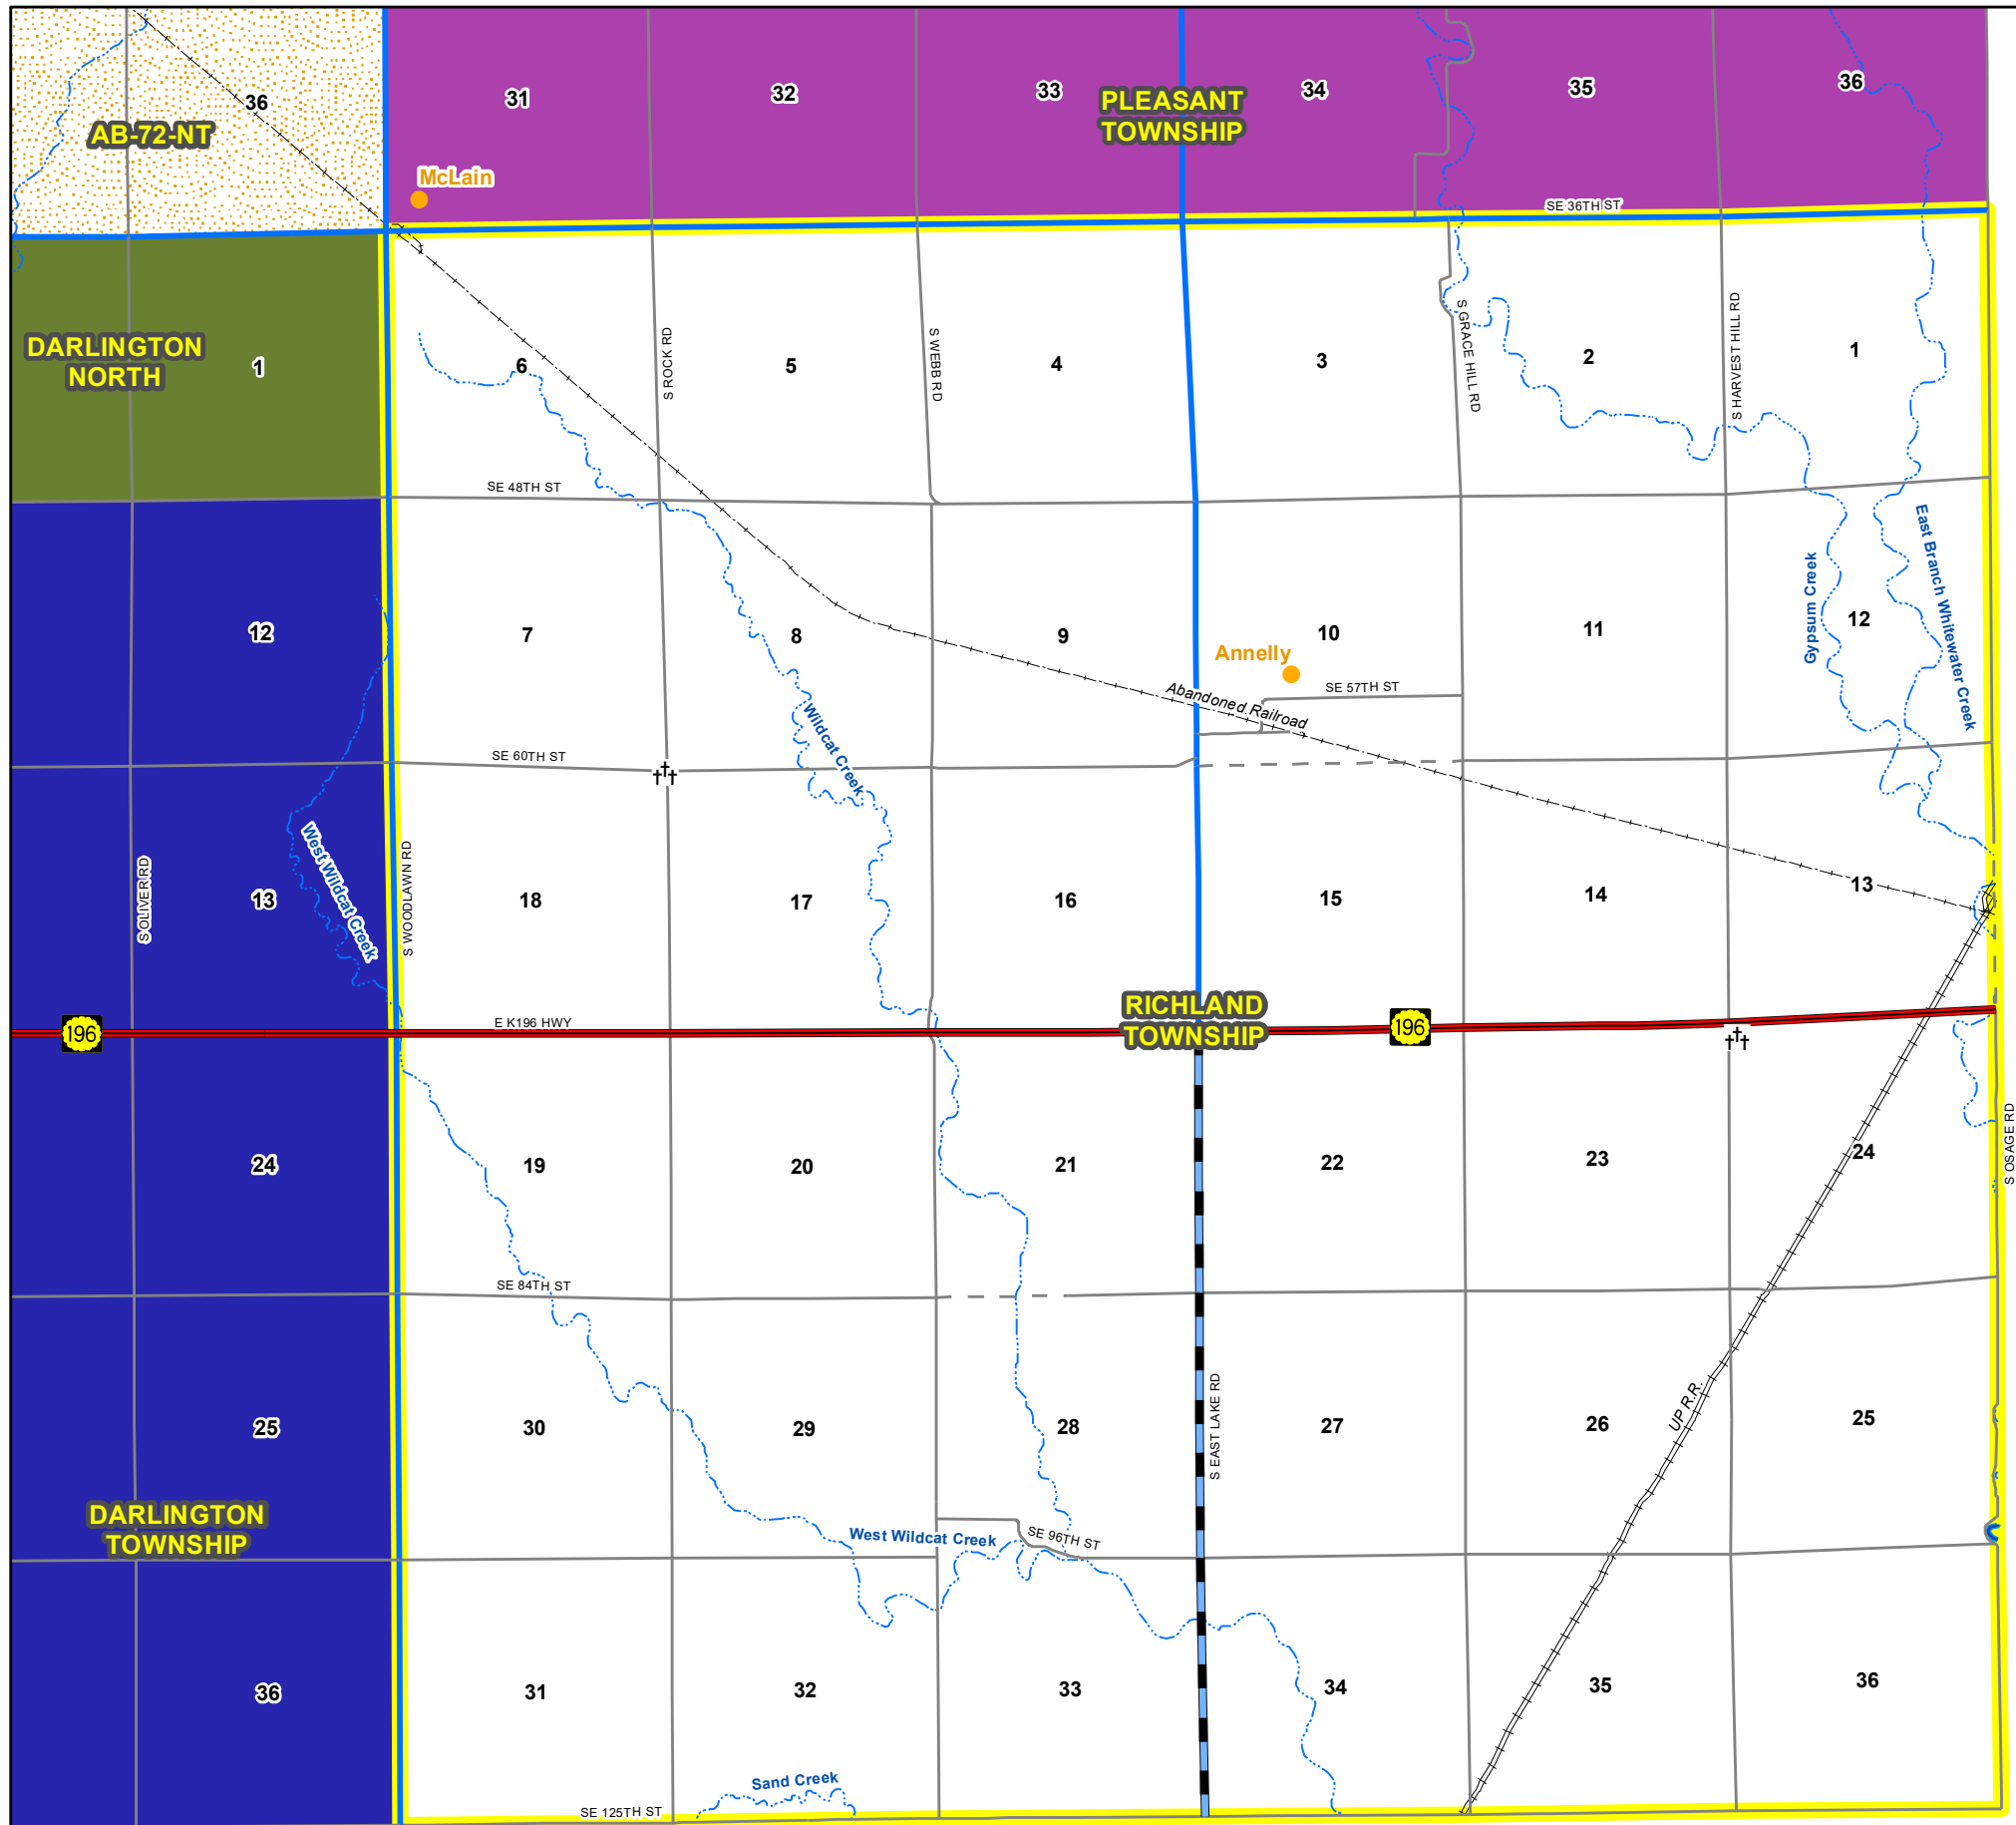 36
31
32
33
PLEASANT
TOWNSHIP
34
35
36
AB-72-NT
McLain
SE 36TH ST
DARLINGTON
NORTH
1
6
S ROCK RD
5
S WEBB RD
4
3
S GRACE HILL RD
2
S HARVEST HILL RD
1
SE 48TH ST
12
7
8
9
10
11
12
Gypsum Creek
East Branch Whitewater Creek
Annelly
SE 57TH ST
Abandoned Railroad
Wildcat Creek
SE 60TH ST
S OLIVER RD
13
West Wildcat Creek
S WOODLAWN RD
18
17
16
15
14
13
196
E K196 HWY
RICHLAND
TOWNSHIP
196
S OSAGE RD
24
19
20
21
22
23
24
SE 84TH ST
25
30
29
28
S EAST LAKE RD
27
26
UP R.R.
25
DARLINGTON
TOWNSHIP
West Wildcat Creek
SE 96TH ST
36
31
32
33
34
35
36
Sand Creek
SE 125TH ST